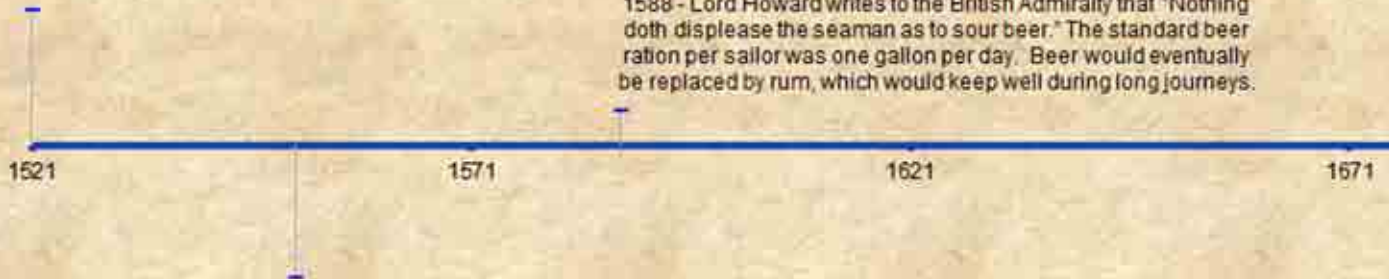 1588 - Lord Howard writes to the British Admiralty that "Nothing
doth displease the seaman as to sour beer." The standard beer
ration per sailor was one gallon per day. Beer would eventually
be replaced by rum, which would keep well during long journeys.
1521 1571 1621 1671